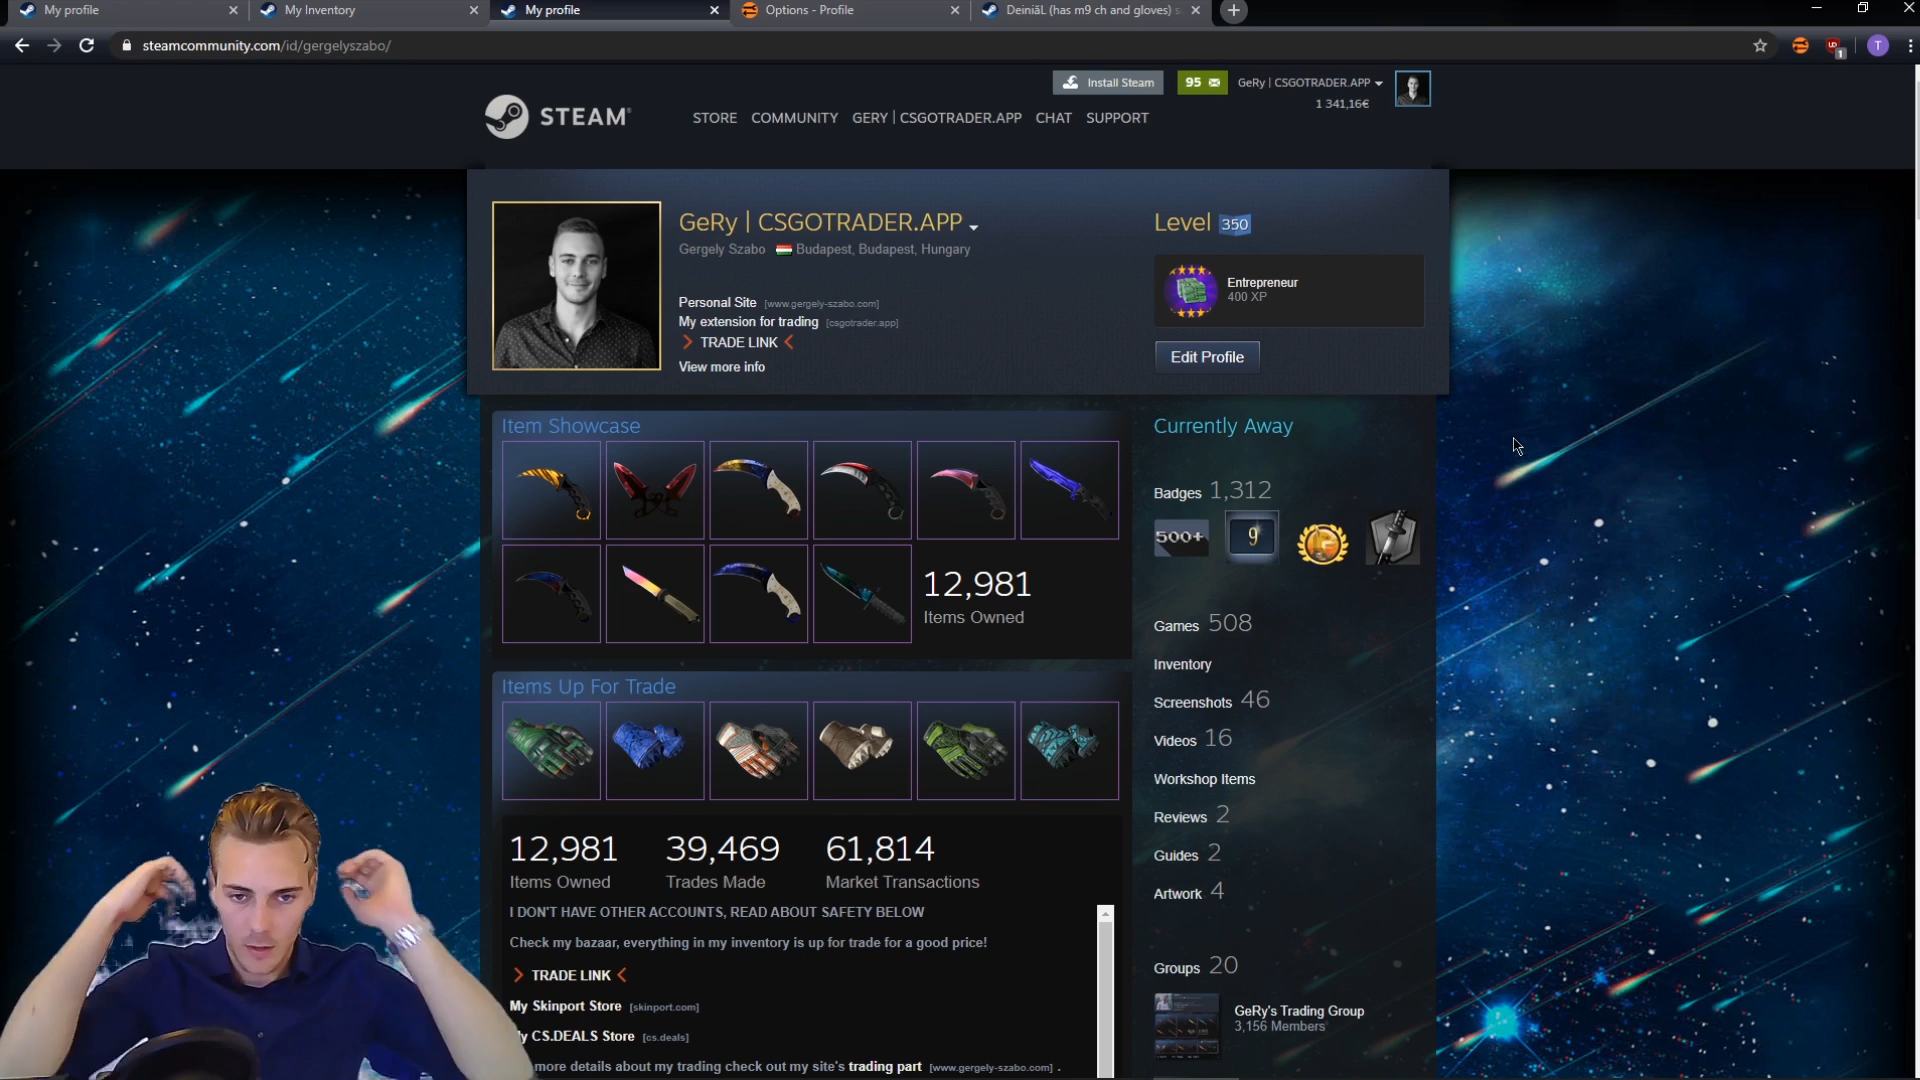 My profile
My Inventory
My profile
Options - Profile
DeiniāL (has m9 ch and gloves)
steamcommunity.com/id/gergelyszabo/
1
T
Install Steam
95
GeRy | CSGOTRADER.APP
1 341,16€
STEAM
STORE COMMUNITY GERY | CSGOTRADER.APP CHAT SUPPORT
GeRy | CSGOTRADER.APP
Gergely Szabo Budapest, Budapest, Hungary
Personal Site [www.gergely-szabo.com]
My extension for trading [csgotrader.app]
TRADE LINK
View more info
Level 350
Entrepreneur
400 XP
Edit Profile
Item Showcase
12,981
Items Owned
Items Up For Trade
12,981 39,469 61,814
Items Owned Trades Made Market Transactions
I DON'T HAVE OTHER ACCOUNTS, READ ABOUT SAFETY BELOW
Check my bazaar, everything in my inventory is up for trade for a good price!
TRADE LINK
My Skinport Store [skinport.com]
y CS.DEALS Store [cs.deals]
more details about my trading check out my site's trading part [www.gergely-szabo.com] .
Currently Away
Badges 1,312
500+
9
Games 508
Inventory
Screenshots 46
Videos 16
Workshop Items
Reviews 2
Guides 2
Artwork 4
Groups 20
GeRy's Trading Group
3,156 Members